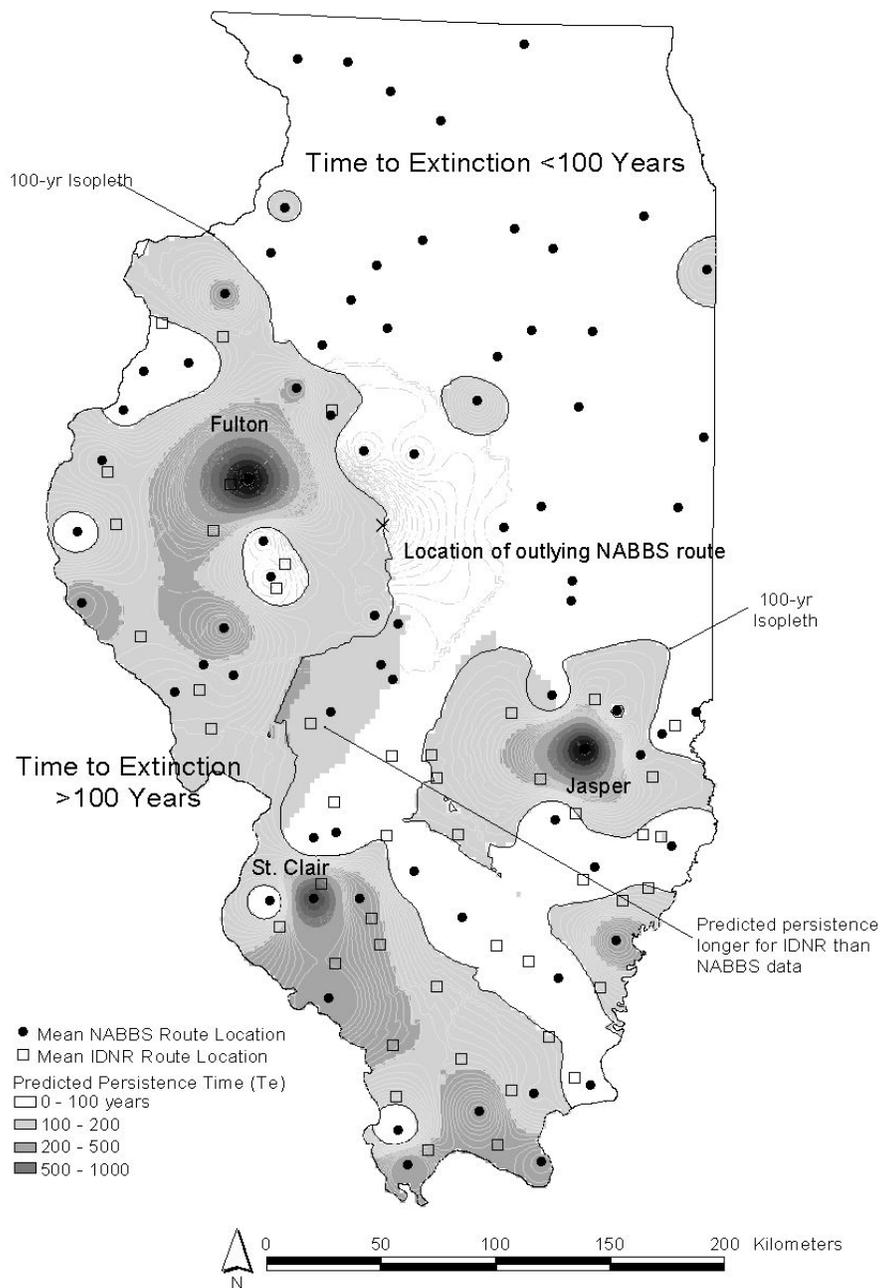 Time to Extinction <100 Years
100-yr Isopleth
Fulton
Location of outlying NABBS route
100-yr
Isopleth
Time to Extinction
>100 Years
Jasper
St. Clair
Predicted persistence
longer for IDNR than
NABBS data
Mean NABBS Route Location
Mean IDNR Route Location
Predicted Persistence Time (Te)
0 - 100 years
100 - 200
200 - 500
500 - 1000
N
0 50 100 150 200 Kilometers